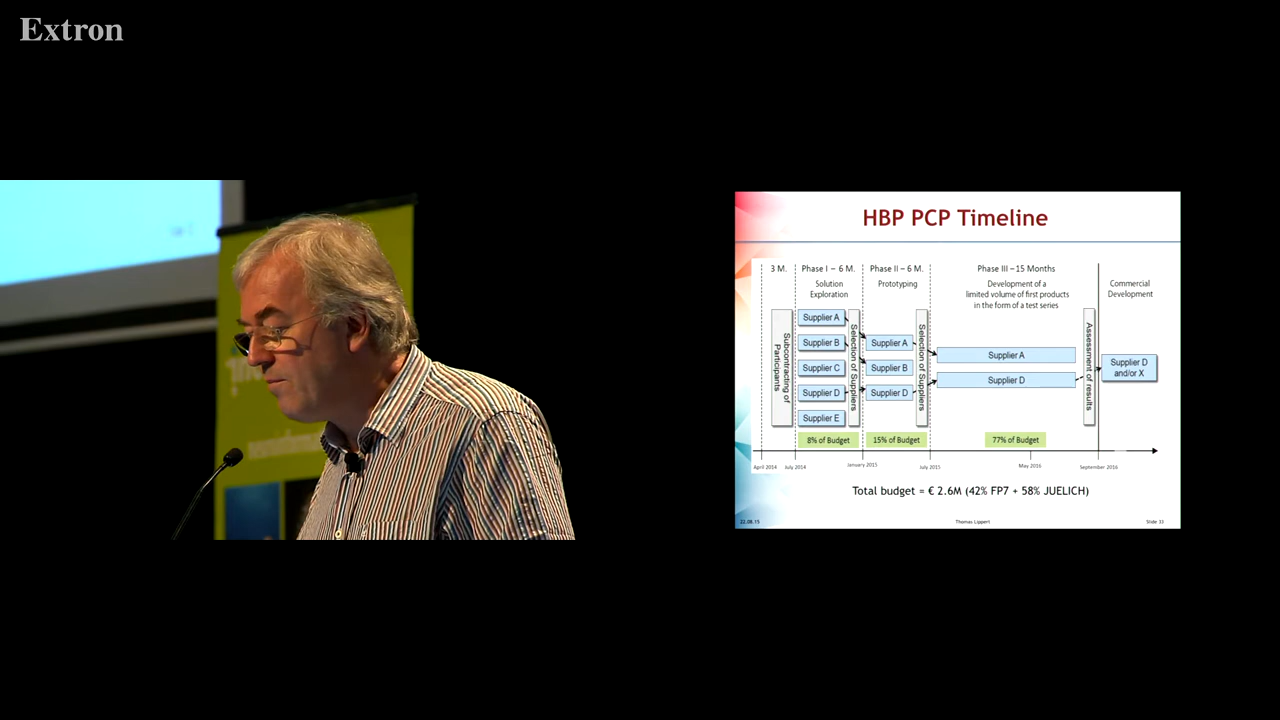 Extron
HBP PCP Timeline
3 M.
Phase I – 6 M.
Phase II – 6 M.
Phase III – 15 Months
Solution
Exploration
Prototyping
Development of a
limited volume of first products
in the form of a test series
Commercial
Development
Subcontracting of
Participants
Supplier A
Supplier B
Supplier C
Supplier D
Supplier E
Selection of Suppliers
Supplier A
Supplier B
Supplier D
Selection of Suppliers
Supplier A
Supplier D
Assessment of results
Supplier D
and/or X
8% of Budget
15% of Budget
77% of Budget
April 2014
July 2014
January 2015
July 2015
May 2016
September 2016
Total budget = € 2.6M (42% FP7 + 58% JUELICH)
22.08.15
Thomas Lippert
Slide 33